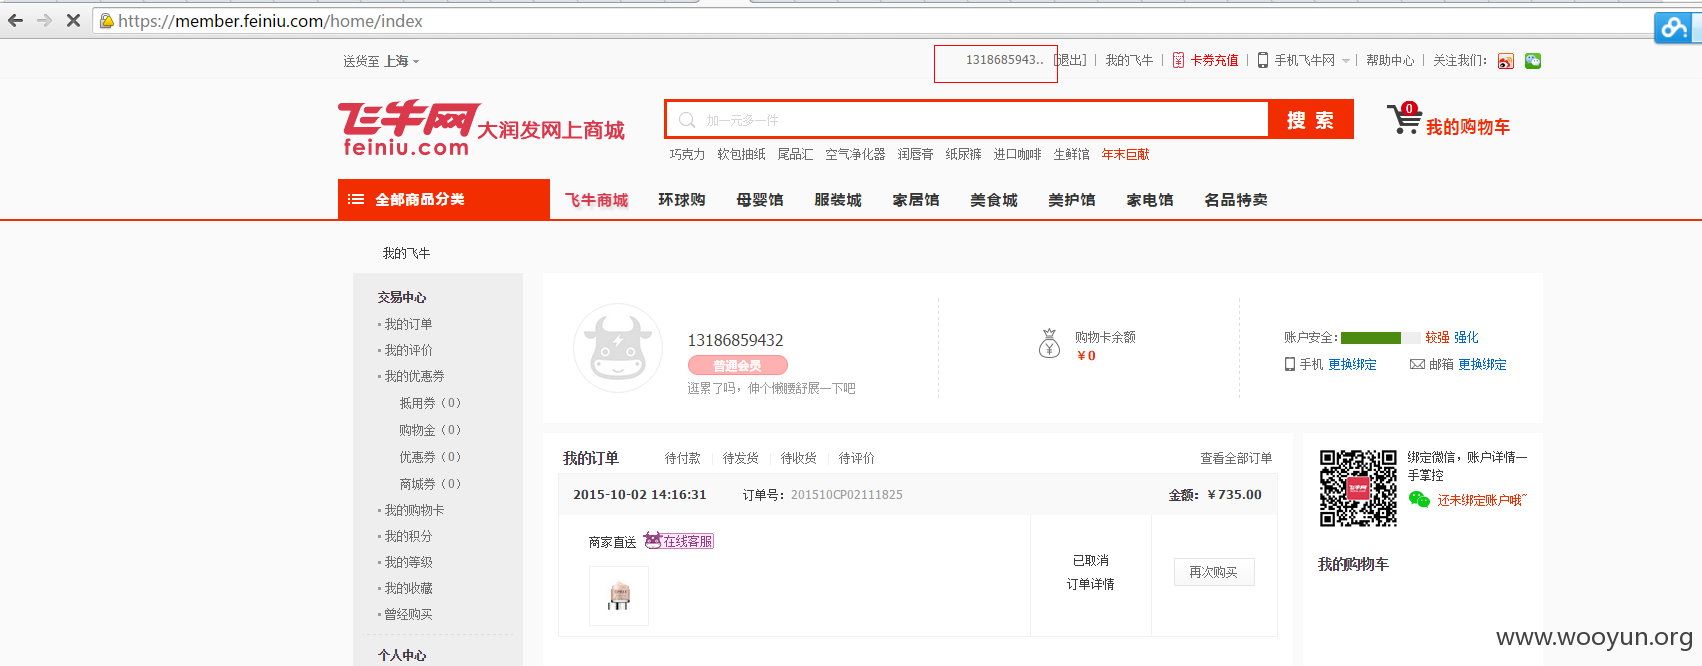 https://member.feiniu.com/home/index
送货至 上海
1318685943.. [退出] | 我的飞牛 | 卡券充值 | 手机飞牛网 | 帮助中心 | 关注我们：
飞牛网 大润发网上商城
feiniu.com
加一元多一件
搜 索
0
我的购物车
巧克力 软包抽纸 尾品汇 空气净化器 润唇膏 纸尿裤 进口咖啡 生鲜馆 年末巨献
全部商品分类 飞牛商城 环球购 母婴馆 服装城 家居馆 美食城 美护馆 家电馆 名品特卖
我的飞牛
交易中心
我的订单
我的评价
我的优惠券
抵用券（0）
购物金（0）
优惠券（0）
商城券（0）
我的购物卡
我的积分
我的等级
我的收藏
曾经购买
个人中心
13186859432
普通会员
逛累了吗，伸个懒腰舒展一下吧
购物卡余额
￥0
账户安全： 较强 强化
手机 更换绑定 邮箱 更换绑定
我的订单 待付款 待发货 待收货 待评价 查看全部订单
2015-10-02 14:16:31 订单号：201510CP02111825 金额：￥735.00
商家直送 在线客服
已取消
订单详情
再次购买
飞牛网
绑定微信，账户详情一
手掌控
还未绑定账户哦~
我的购物车
www.wooyun.org